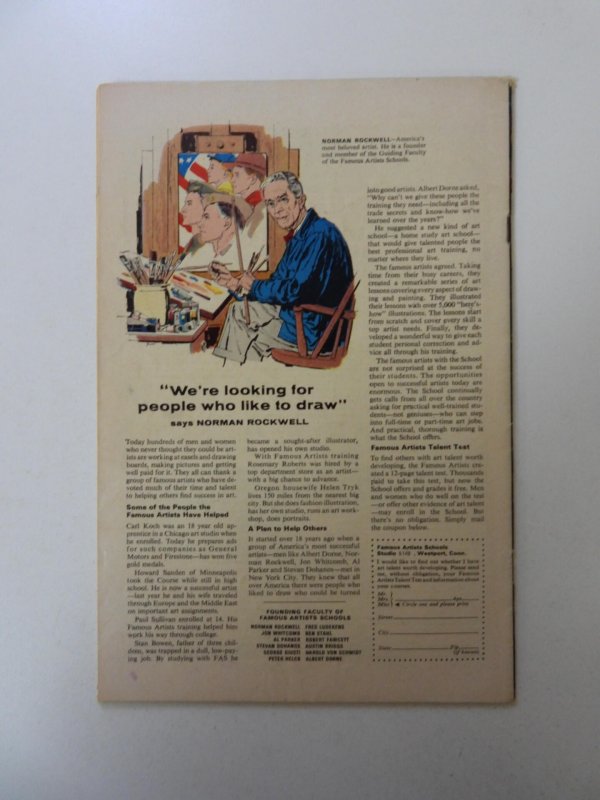 NORMAN ROCKWELL—America's
most beloved artist. He is a founder
and member of the Guiding Faculty
of the Famous Artists Schools.
"We're looking for
people who like to draw"
says NORMAN ROCKWELL
Today hundreds of men and women
who never thought they could be art-
ists are working at easels and drawing
boards, making pictures and getting
well paid for it. They all can thank a
group of famous artists who have de-
voted much of their time and talent
to helping others find success in art.
Some of the People the
Famous Artists Have Helped
Carl Koch was an 18 year old ap-
prentice in a Chicago art studio when
he enrolled. Today he prepares ads
for such companies as General
Motors and Firestone—has won five
gold medals.
Howard Sanden of Minneapolis
took the Course while still in high
school. He is now a successful artist
—last year he and his wife traveled
through Europe and the Middle East
on important art assignments.
Paul Sullivan enrolled at 14. His
Famous Artists training helped him
work his way through college.
Stan Bowen, father of three chil-
dren, was trapped in a dull, low-pay-
ing job. By studying with FAS he
became a sought-after illustrator,
has opened his own studio.
With Famous Artists training
Rosemary Roberts was hired by a
top department store as an artist—
with a big chance to advance.
Oregon housewife Helen Tryk
lives 150 miles from the nearest big
city. But she does fashion illustration,
has her own studio, runs an art work-
shop, does portraits.
A Plan to Help Others
It started over 18 years ago when a
group of America's most successful
artists—men like Albert Dorne, Nor-
man Rockwell, Jon Whitcomb, Al
Parker and Stevan Dohanos—met in
New York City. They knew that all
over America there were people who
liked to draw who could be turned
into good artists. Albert Dorne asked,
"Why can't we give these people the
training they need—including all the
trade secrets and know-how we've
learned over the years?"
He suggested a new kind of art
school—a home study art school—
that would give talented people the
best professional art training, no
matter where they live.
The famous artists agreed. Taking
time from their busy careers, they
created a remarkable series of art
lessons covering every aspect of draw-
ing and painting. They illustrated
their lessons with over 5,000 "here's-
how" illustrations. The lessons start
from scratch and cover every skill a
top artist needs. Finally, they de-
veloped a wonderful way to give each
student personal correction and ad-
vice all through his training.
The famous artists with the School
are not surprised at the success of
their students. The opportunities
open to successful artists today are
enormous. The School continually
gets calls from all over the country
asking for practical well-trained stu-
dents—not geniuses—who can step
into full-time or part-time art jobs.
And practical, thorough training is
what the School offers.
Famous Artists Talent Test
To find others with art talent worth
developing, the Famous Artists cre-
ated a 12-page talent test. Thousands
paid to take this test, but now the
School offers and grades it free. Men
and women who do well on the test
—or offer other evidence of art talent
—may enroll in the School. But
there's no obligation. Simply mail
the coupon below.
FOUNDING FACULTY OF
FAMOUS ARTISTS SCHOOLS
NORMAN ROCKWELL FRED LUDEKENS
JON WHITCOMB BEN STAHL
AL PARKER ROBERT FAWCETT
STEVAN DOHANOS AUSTIN BRIGGS
GEORGE GIUSTI HAROLD VON SCHMIDT
PETER HELCK ALBERT DORNE
Famous Artists Schools
Studio Westport, Conn.
I would like to find out whether I have
art talent worth developing. Please send
me, without obligation, your Famous
Artists Talent Test and information about
your courses.
Mr.
Mrs. Age
Miss Circle one and please print
Street
City
State Zip